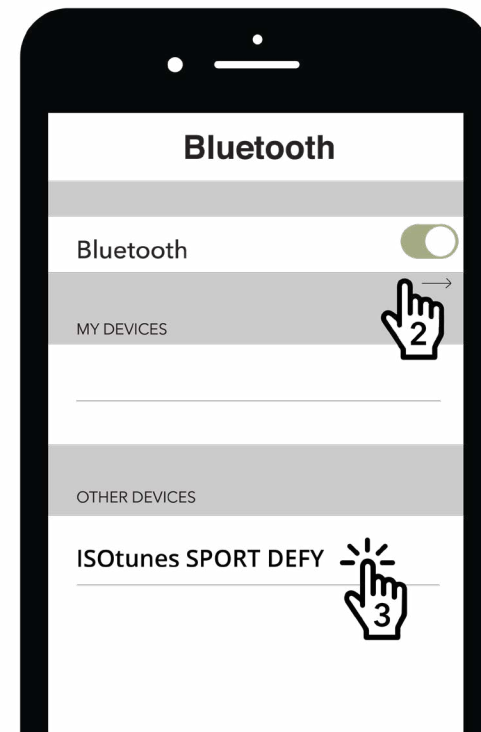 Bluetooth
Bluetooth
2
MY DEVICES
OTHER DEVICES
ISOtunes SPORT DEFY
3